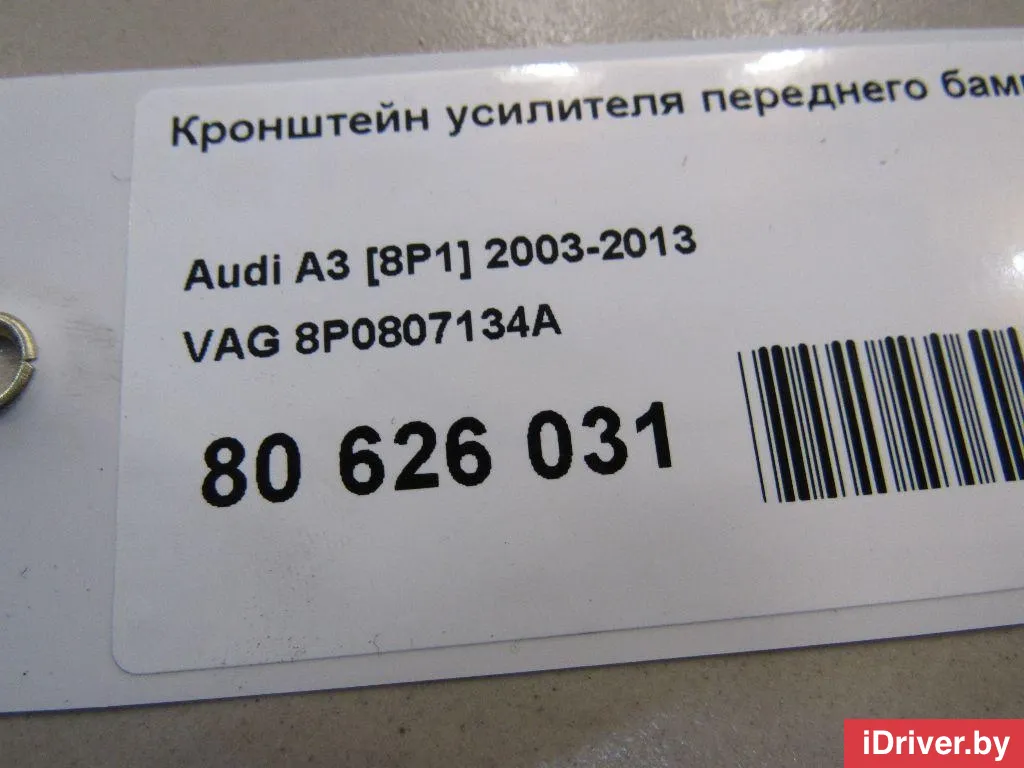 Кронштейн усилителя переднего
Audi A3 [8P1] 2003-2013
VAG 8P0807134A
80 626 031
iDriver.by